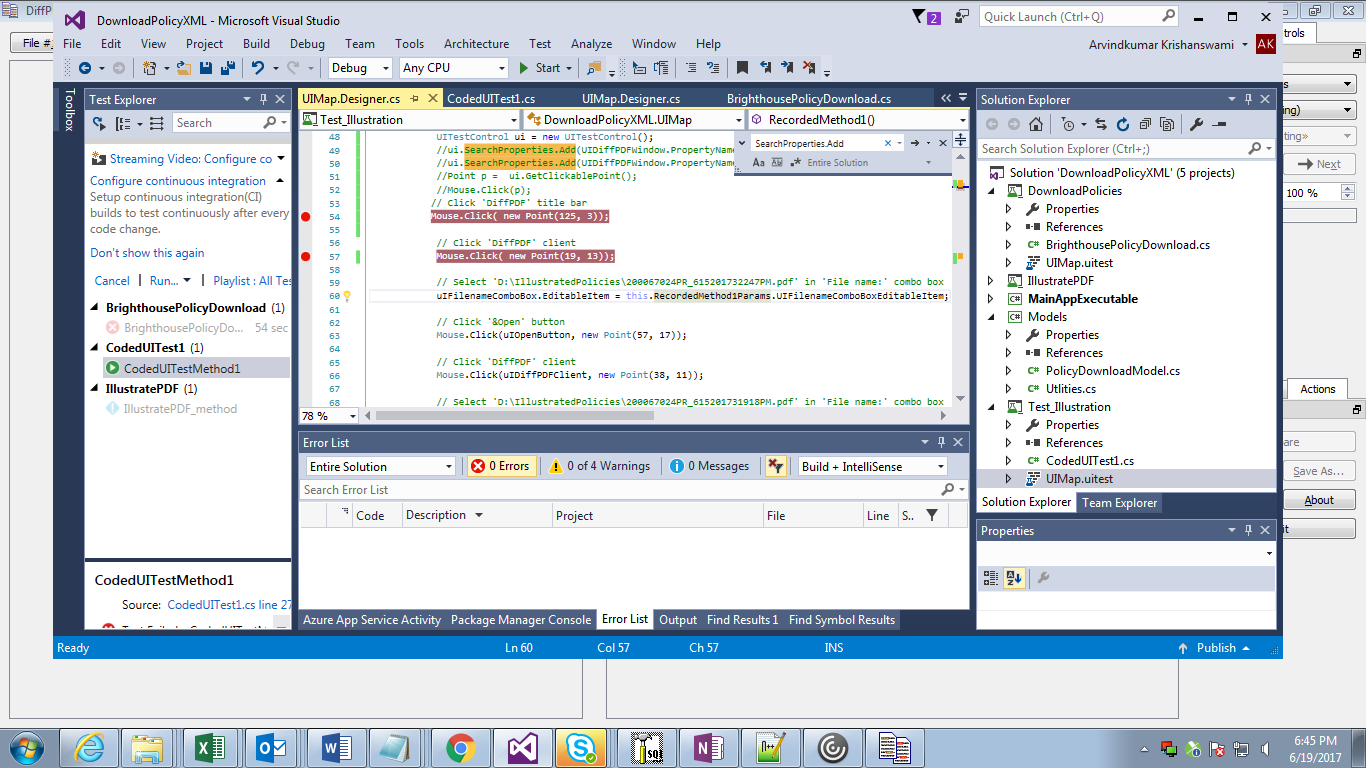 DiffP
DownloadPolicyXML - Microsoft Visual Studio
2
Quick Launch (Ctrl+Q)
File #
File Edit View Project Build Debug Team Tools Architecture Test Analyze Window Help
Arvindkumar Krishanswami
AK
Debug
Any CPU
Start
Toolbox
Test Explorer
Search
Streaming Video: Configure co
Configure continuous integration
Setup continuous integration(CI)
builds to test continuously after every
code change.
Don't show this again
Cancel Run... Playlist : All Tes
BrighthousePolicyDownload (1)
BrighthousePolicyDo... 54 sec
CodedUITest1 (1)
CodedUITestMethod1
IllustratePDF (1)
IllustratePDF_method
CodedUITestMethod1
Source: CodedUITest1.cs line 27
UIMap.Designer.cs CodedUITest1.cs UIMap.Designer.cs BrighthousePolicyDownload.cs
Test_Illustration DownloadPolicyXML.UIMap RecordedMethod1()
SearchProperties.Add
Aa Entire Solution
48 UITestControl ui = new UITestControl();
49 //ui.SearchProperties.Add(UIDiffPDFWindow.PropertyName
50 //ui.SearchProperties.Add(UIDiffPDFWindow.PropertyName
51 //Point p = ui.GetClickablePoint();
52 //Mouse.Click(p);
53 // Click 'DiffPDF' title bar
54 Mouse.Click( new Point(125, 3));
55
56 // Click 'DiffPDF' client
57 Mouse.Click( new Point(19, 13));
58
59 // Select 'D:\IllustratedPolicies\200067024PR_615201732247PM.pdf' in 'File name:' combo box
60 uIFilenameComboBox.EditableItem = this.RecordedMethod1Params.UIFilenameComboBoxEditableItem;
61
62 // Click '&Open' button
63 Mouse.Click(uIOpenButton, new Point(57, 17));
64
65 // Click 'DiffPDF' client
66 Mouse.Click(uIDiffPDFClient, new Point(38, 11));
67
68 // Select 'D:\IllustratedPolicies\200067024PR_615201731918PM.pdf' in 'File name:' combo box
78 %
Error List
Entire Solution
0 Errors
0 of 4 Warnings
0 Messages
Build + IntelliSense
Search Error List
Code Description Project File Line S..
Azure App Service Activity Package Manager Console Error List Output Find Results 1 Find Symbol Results
Solution Explorer
Search Solution Explorer (Ctrl+;)
Solution 'DownloadPolicyXML' (5 projects)
DownloadPolicies
Properties
References
BrighthousePolicyDownload.cs
UIMap.uitest
IllustratePDF
MainAppExecutable
Models
Properties
References
PolicyDownloadModel.cs
Utlities.cs
Test_Illustration
Properties
References
CodedUITest1.cs
UIMap.uitest
Solution Explorer Team Explorer
Properties
Ready Ln 60 Col 57 Ch 57 INS Publish
trols
s
ng)
ting»
Next
100 %
Actions
are
Save As...
About
it
6:45 PM
6/19/2017